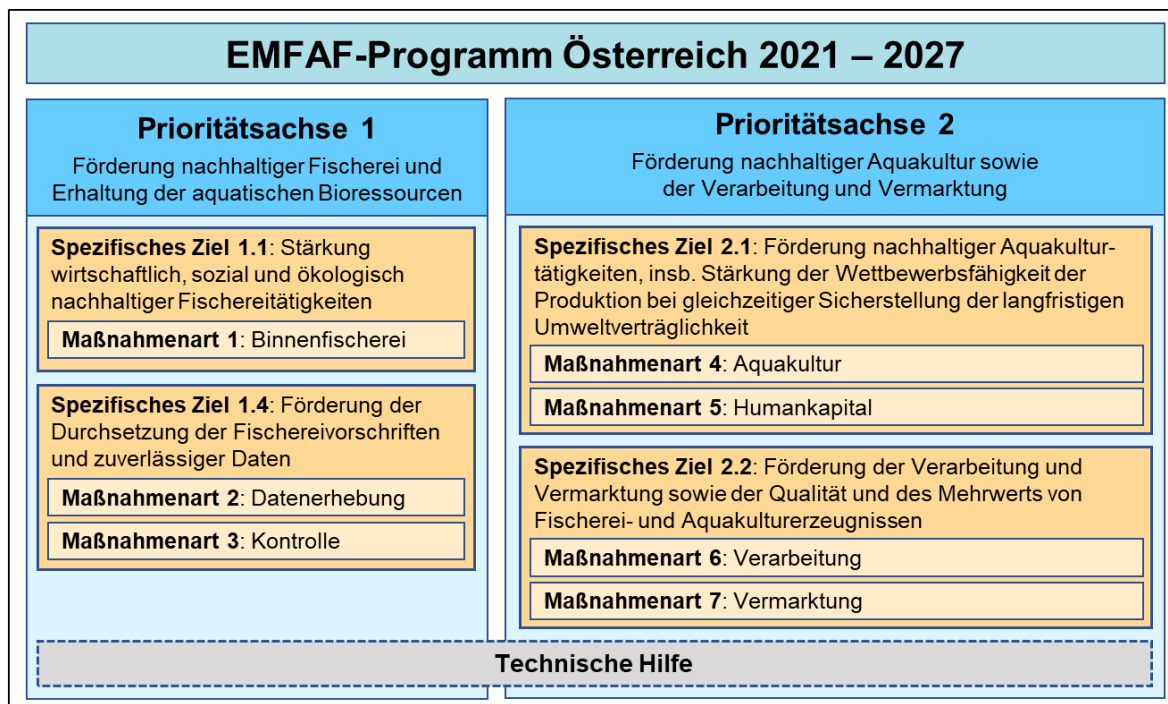 EMFAF-Programm Österreich 2021 – 2027
Prioritätsachse 1
Förderung nachhaltiger Fischerei und
Erhaltung der aquatischen Bioressourcen
Spezifisches Ziel 1.1: Stärkung
wirtschaftlich, sozial und ökologisch
nachhaltiger Fischereitätigkeiten
Maßnahmenart 1: Binnenfischerei
Spezifisches Ziel 1.4: Förderung der
Durchsetzung der Fischereivorschriften
und zuverlässiger Daten
Maßnahmenart 2: Datenerhebung
Maßnahmenart 3: Kontrolle
Prioritätsachse 2
Förderung nachhaltiger Aquakultur sowie
der Verarbeitung und Vermarktung
Spezifisches Ziel 2.1: Förderung nachhaltiger Aquakultur-
tätigkeiten, insb. Stärkung der Wettbewerbsfähigkeit der
Produktion bei gleichzeitiger Sicherstellung der langfristigen
Umweltverträglichkeit
Maßnahmenart 4: Aquakultur
Maßnahmenart 5: Humankapital
Spezifisches Ziel 2.2: Förderung der Verarbeitung und
Vermarktung sowie der Qualität und des Mehrwerts von
Fischerei- und Aquakulturerzeugnissen
Maßnahmenart 6: Verarbeitung
Maßnahmenart 7: Vermarktung
Technische Hilfe